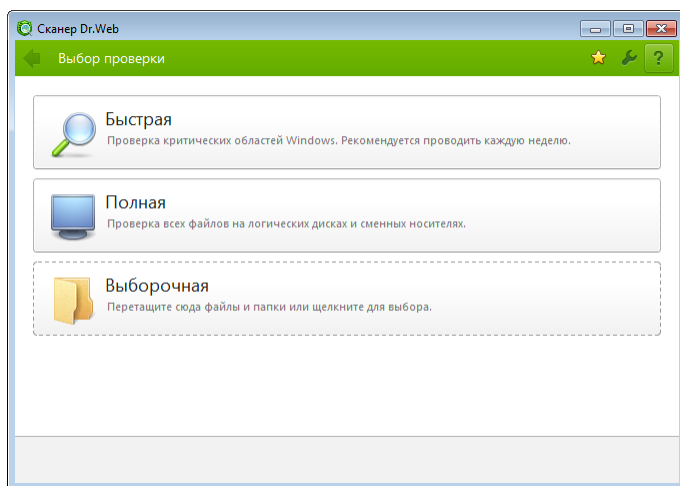 Сканер Dr.Web
Выбор проверки
?
Быстрая
Проверка критических областей Windows. Рекомендуется проводить каждую неделю.
Полная
Проверка всех файлов на логических дисках и сменных носителях.
Выборочная
Перетащите сюда файлы и папки или щелкните для выбора.